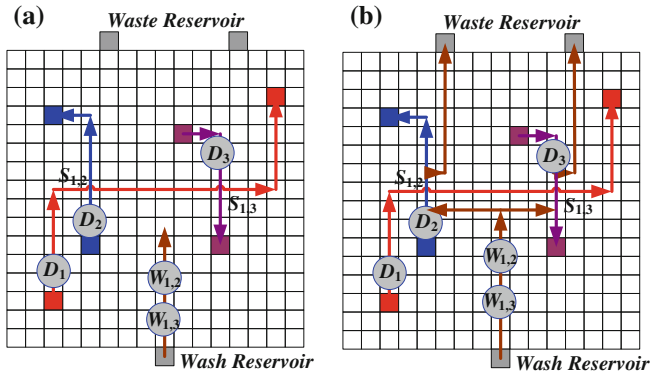 (a)
Waste Reservoir
S1,2
D3
S1,3
D2
D1
W1,2
W1,3
Wash Reservoir
(b)
Waste Reservoir
D3
S1,2
S1,3
D2
D1
W1,2
W1,3
Wash Reservoir